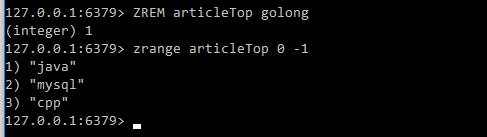 127.0.0.1:6379> ZREM articleTop golong
(integer) 1
127.0.0.1:6379> zrange articleTop 0 -1
1) "java"
2) "mysql"
3) "cpp"
127.0.0.1:6379>